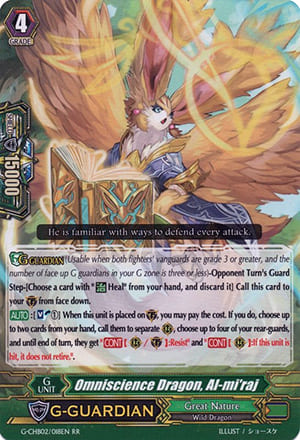 4
GRADE
15000
He is familiar with ways to defend every attack.
G GUARDIAN (Usable when both fighters' vanguards are grade 3 or greater, and the
number of face up G guardians in your G zone is three or less)-Opponent Turn's Guard
Step-[Choose a card with "Heal" from your hand, and discard it] Call this card to
your from face down.
AUTO : When this unit is placed on , you may pay the cost. If you do, choose up
to two cards from your hand, call them to separate , choose up to four of your rear-guards,
and until end of turn, they get "CONT / :Resist" and "CONT :If this unit is
hit, it does not retire.".
G
UNIT
Omniscience Dragon, Al-mi'raj
G-GUARDIAN
Great Nature
Wild Dragon
G-CHB02/018EN RR
ILLUST / ショースケ